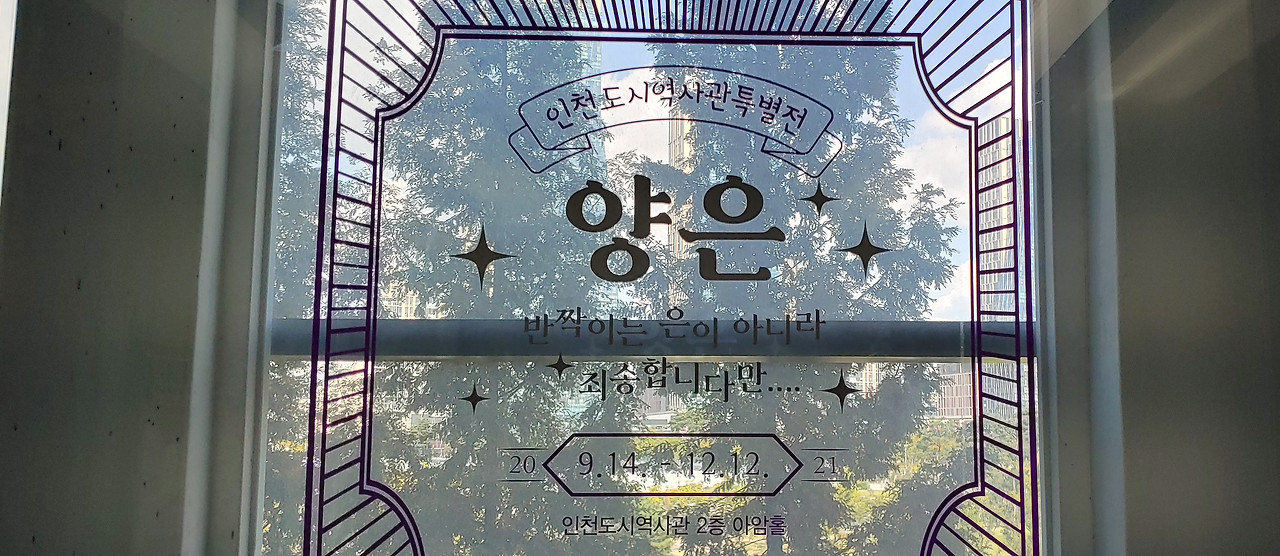 인천도시역사관특별전
양은
반짝이는 은이 아니라
죄송합니다만....
20 9.14. - 12.12. 21
인천도시역사관 2층 아암홀